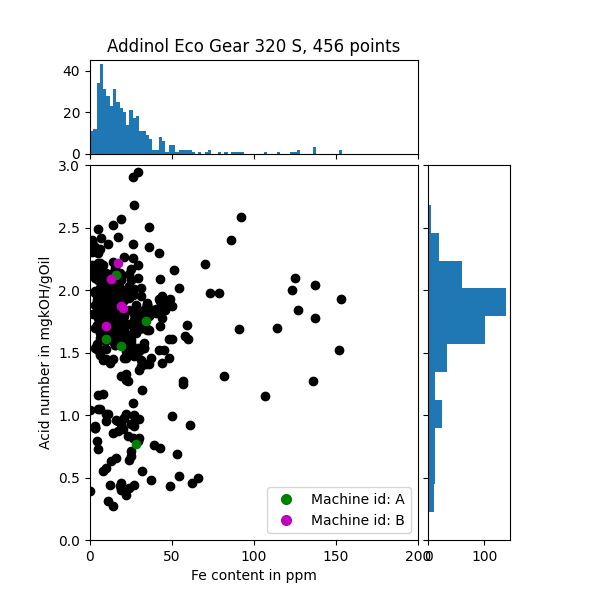 Addinol Eco Gear 320 S, 456 points
40
20
0
3.0
2.5
2.0
1.5
1.0
0.5
0.0
Acid number in mgkOH/gOil
Machine id: A
Machine id: B
0 50 100 150 200
0 100
Fe content in ppm